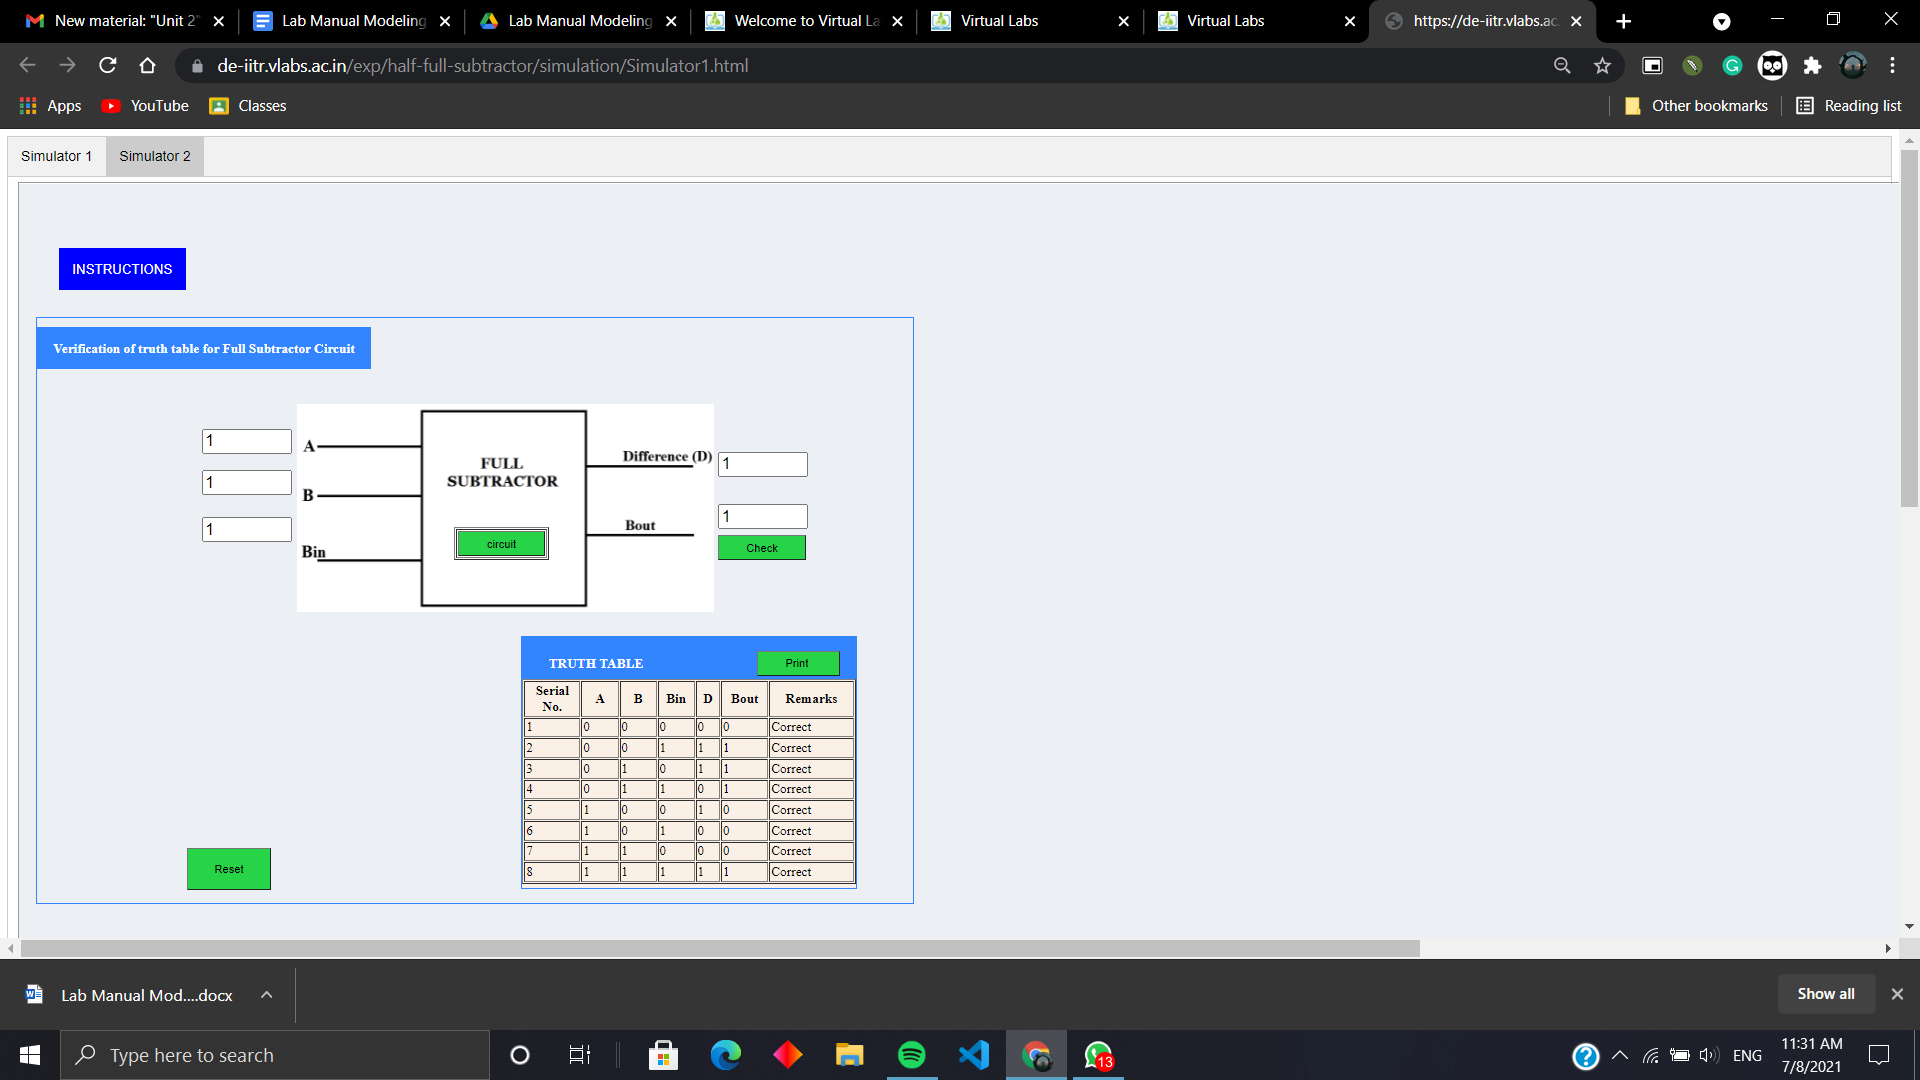 New material: "Unit 2"
Lab Manual Modeling
Lab Manual Modeling
Welcome to Virtual La
Virtual Labs
Virtual Labs
https://de-iitr.vlabs.ac.
de-iitr.vlabs.ac.in/exp/half-full-subtractor/simulation/Simulator1.html
Apps
YouTube
Classes
Other bookmarks
Reading list
Simulator 1
Simulator 2
INSTRUCTIONS
Verification of truth table for Full Subtractor Circuit
1
A
1
B
1
Bin
FULL
SUBTRACTOR
circuit
Difference (D)
1
Bout
1
Check
TRUTH TABLE
Print
Serial No. A B Bin D Bout Remarks
1 0 0 0 0 0 Correct
2 0 0 1 1 1 Correct
3 0 1 0 1 1 Correct
4 0 1 1 0 1 Correct
5 1 0 0 1 0 Correct
6 1 0 1 0 0 Correct
7 1 1 0 0 0 Correct
8 1 1 1 1 1 Correct
Reset
Lab Manual Mod....docx
Show all
Type here to search
13
ENG
11:31 AM
7/8/2021